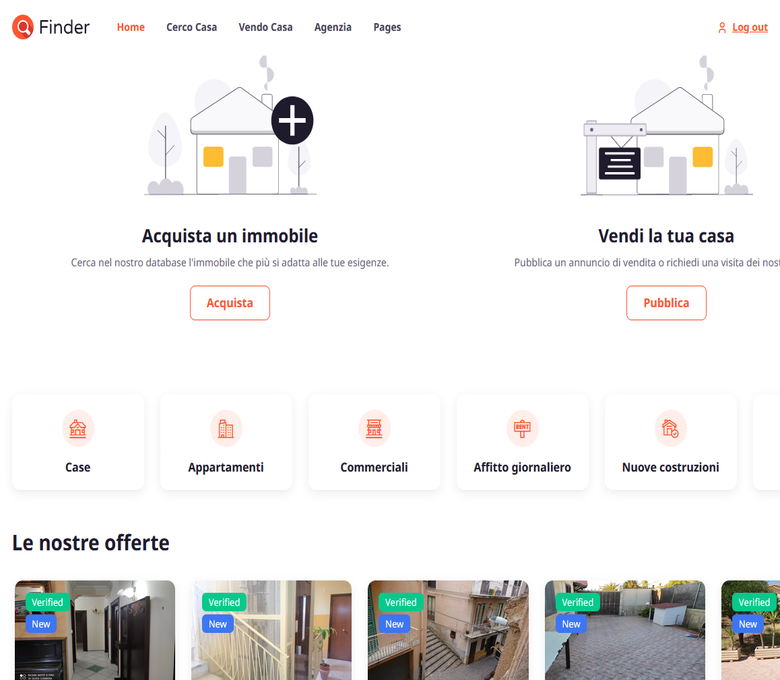 Finder
Home
Cerco Casa
Vendo Casa
Agenzia
Pages
Log out
Acquista un immobile
Cerca nel nostro database l'immobile che più si adatta alle tue esigenze.
Acquista
Vendi la tua casa
Pubblica un annuncio di vendita o richiedi una visita dei
Pubblica
Case
Appartamenti
Commerciali
RENT
Affitto giornaliero
Nuove costruzioni
Le nostre offerte
Verified
New
Verified
New
Verified
New
Verified
New
Verified
New